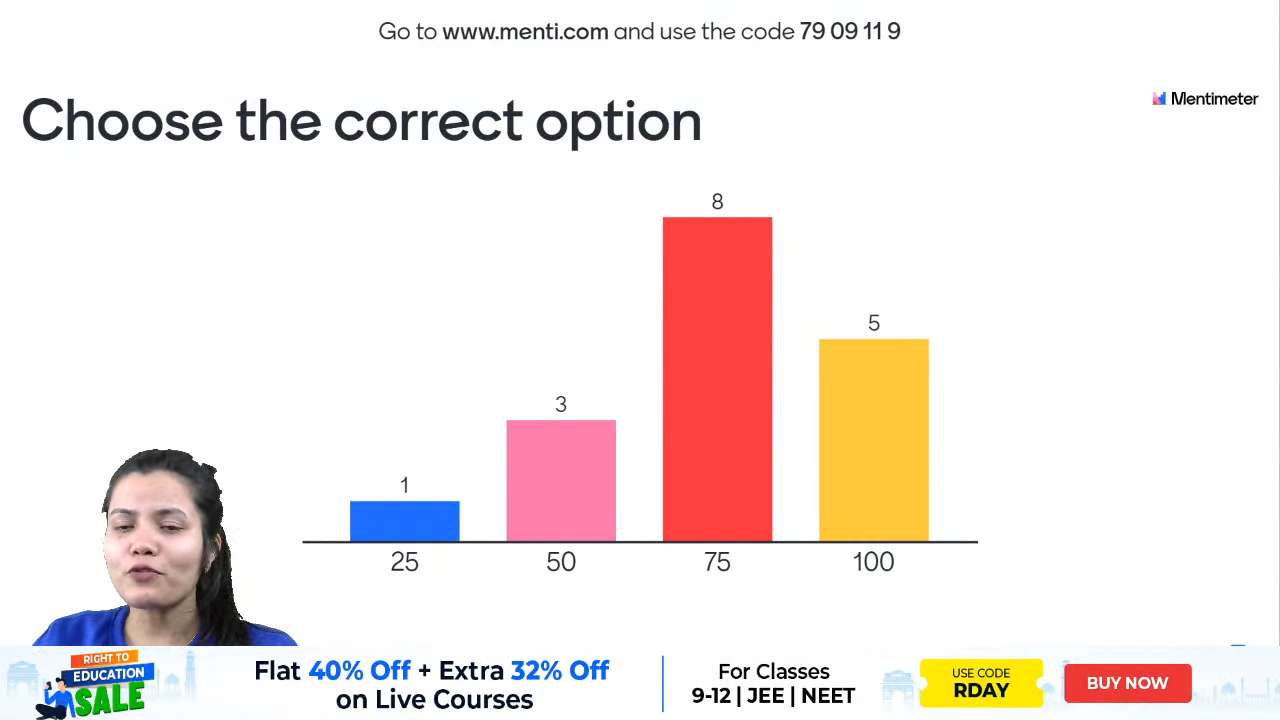 Go to www.menti.com and use the code 79 09 11 9
Mentimeter
Choose the correct option
8
5
3
1
25 50 75 100
RIGHT TO
EDUCATION
SALE
Flat 40% Off + Extra 32% Off
on Live Courses
For Classes
9-12 | JEE | NEET
USE CODE
RDAY
BUY NOW